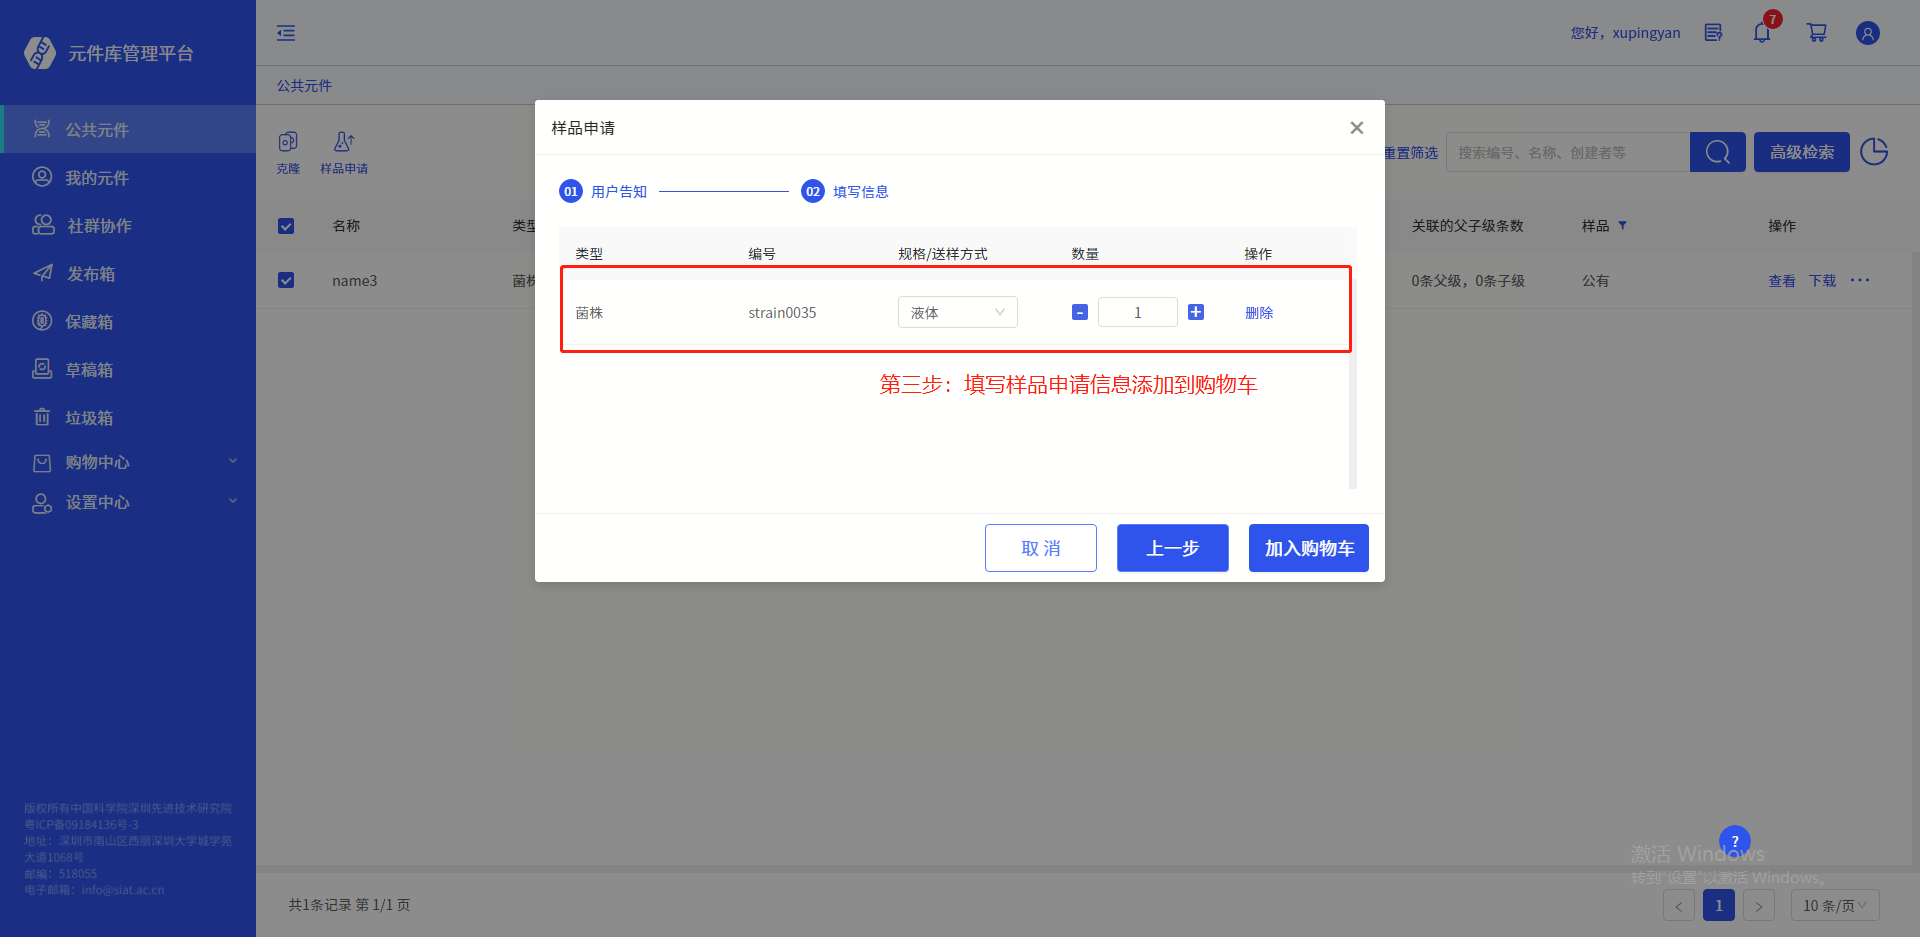 元件库管理平台
您好，xupingyan
7
公共元件
公共元件
我的元件
社群协作
发布箱
保藏箱
草稿箱
垃圾箱
购物中心
设置中心
克隆
样品申请
重置筛选
搜索编号、名称、创建者等
高级检索
名称
类型
关联的父子级条数
样品
操作
name3
菌株
0条父级，0条子级
公有
查看
下载
样品申请
01 用户告知
02 填写信息
类型 编号 规格/送样方式 数量 操作
菌株 strain0035 液体 - 1 + 删除
第三步：填写样品申请信息添加到购物车
取 消
上一步
加入购物车
版权所有中国科学院深圳先进技术研究院
粤ICP备09184136号-3
地址：深圳市南山区西丽深圳大学城学苑
大道1068号
邮编：518055
电子邮箱：info@siat.ac.cn
?
激活 Windows
转到"设置"以激活 Windows。
共1条记录 第 1/1 页
< 1 > 10 条/页